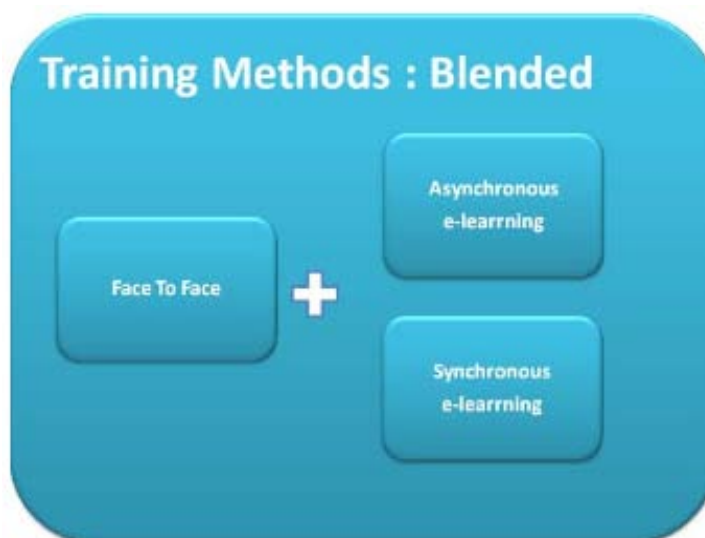 Training Methods : Blended
Face To Face
Asynchronous
e-learrning
Synchronous
e-learrning